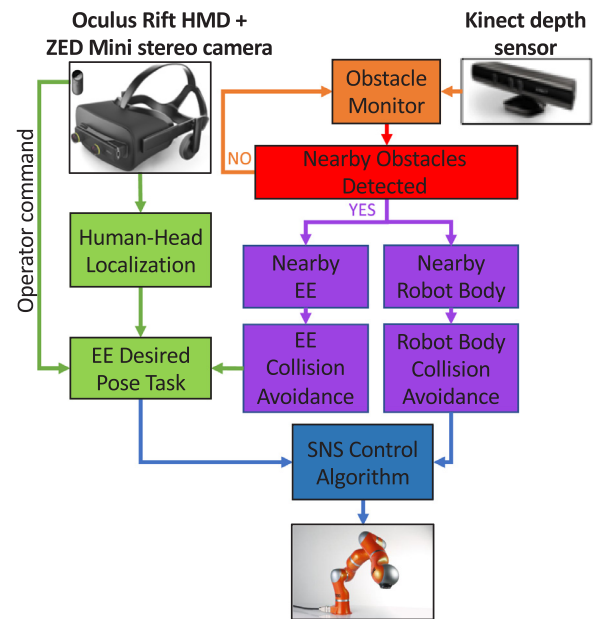 Oculus Rift HMD +
ZED Mini stereo camera
Kinect depth
sensor
Operator command
Obstacle
Monitor
NO
Nearby Obstacles
Detected
YES
Human-Head
Localization
Nearby
EE
Nearby
Robot Body
EE Desired
Pose Task
EE
Collision
Avoidance
Robot Body
Collision
Avoidance
SNS Control
Algorithm